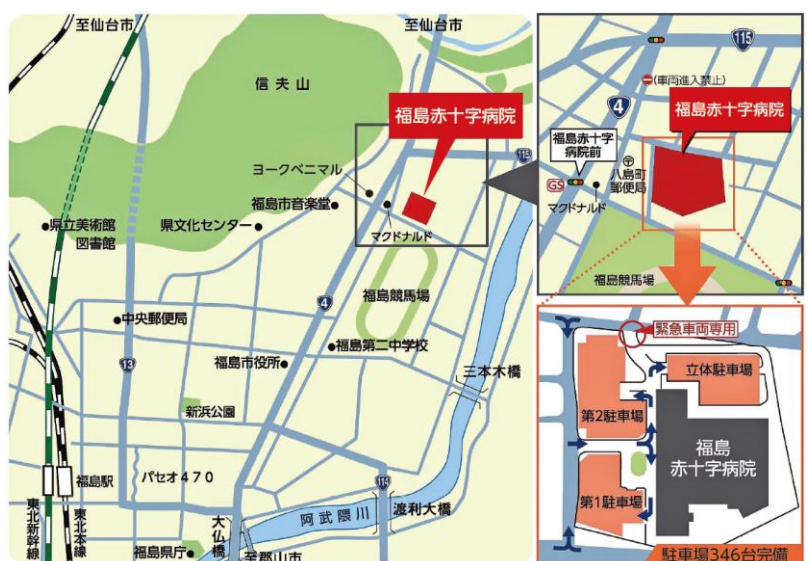 至仙台市
至仙台市
信夫山
福島赤十字病院
115
ヨークベニマル
福島市音楽堂
県立美術館
図書館
県文化センター
マクドナルド
福島競馬場
4
中央郵便局
13
福島市役所
福島第二中学校
三本木橋
新浜公園
福島駅
パセオ470
114
阿武隈川
渡利大橋
大仏橋
東北新幹線
東北本線
福島県庁
至郡山市
115
(車両進入禁止)
4
福島赤十字病院
福島赤十字
病院前
GS
八島町
郵便局
マクドナルド
福島競馬場
緊急車両専用
立体駐車場
第2駐車場
福島
赤十字病院
第1駐車場
駐車場346台完備